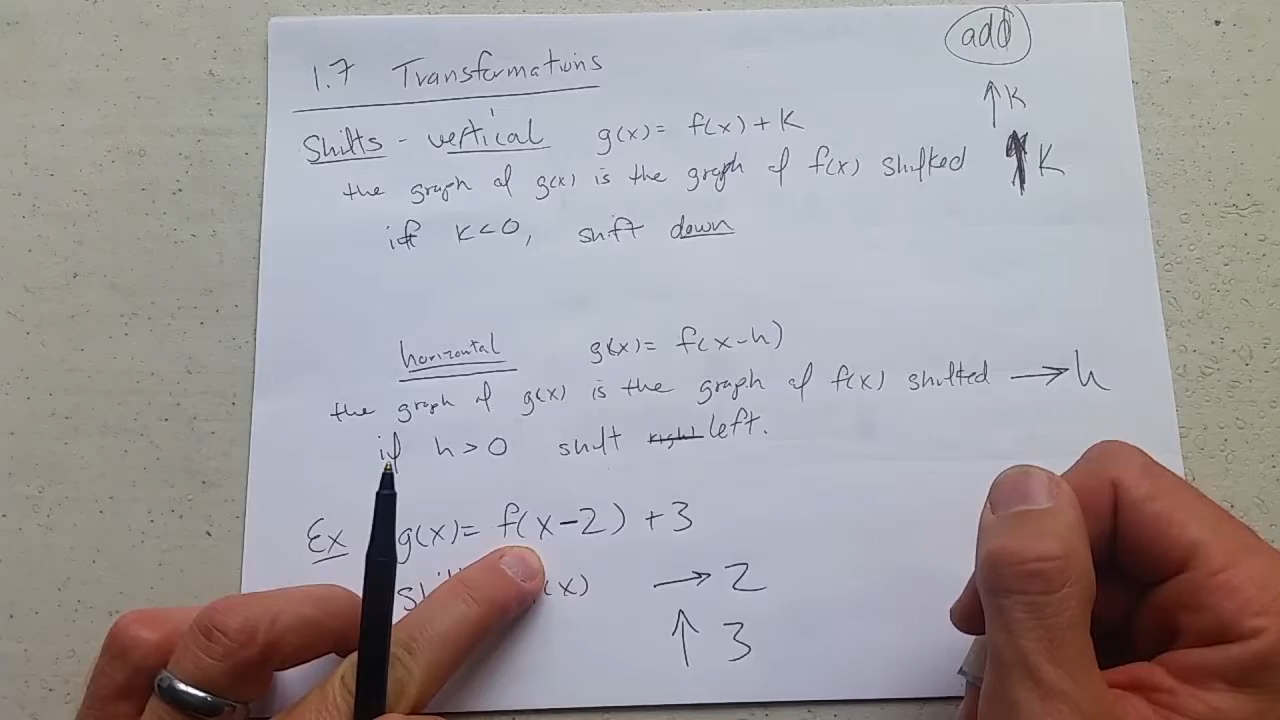 add
1.7 Transformations
↑ K
Shifts - vertical g(x) = f(x) + K
the graph of g(x) is the graph of f(x) shifted ↑ K
if K < 0, shift down
horizontal g(x) = f(x-h)
the graph of g(x) is the graph of f(x) shifted → h
if h > 0 shift left.
Ex g(x) = f(x-2) + 3
(x) → 2
↑ 3